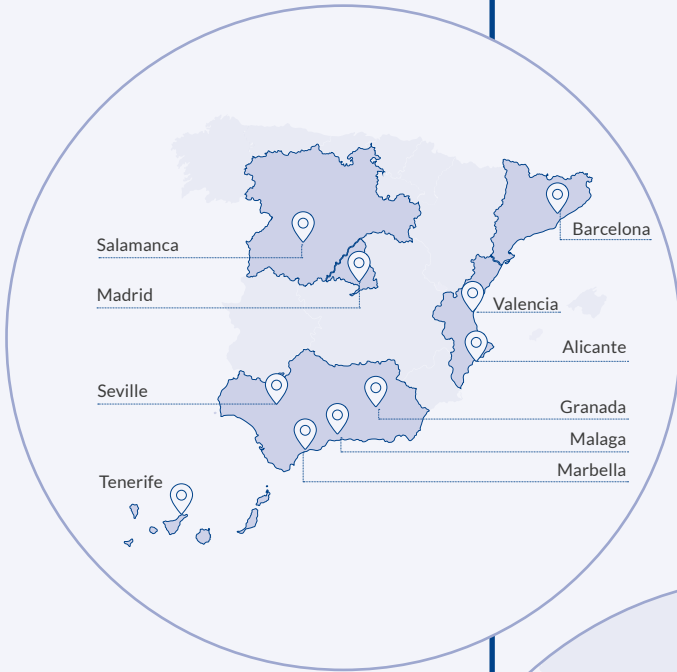 Barcelona
Salamanca
Madrid
Valencia
Alicante
Seville
Granada
Malaga
Marbella
Tenerife